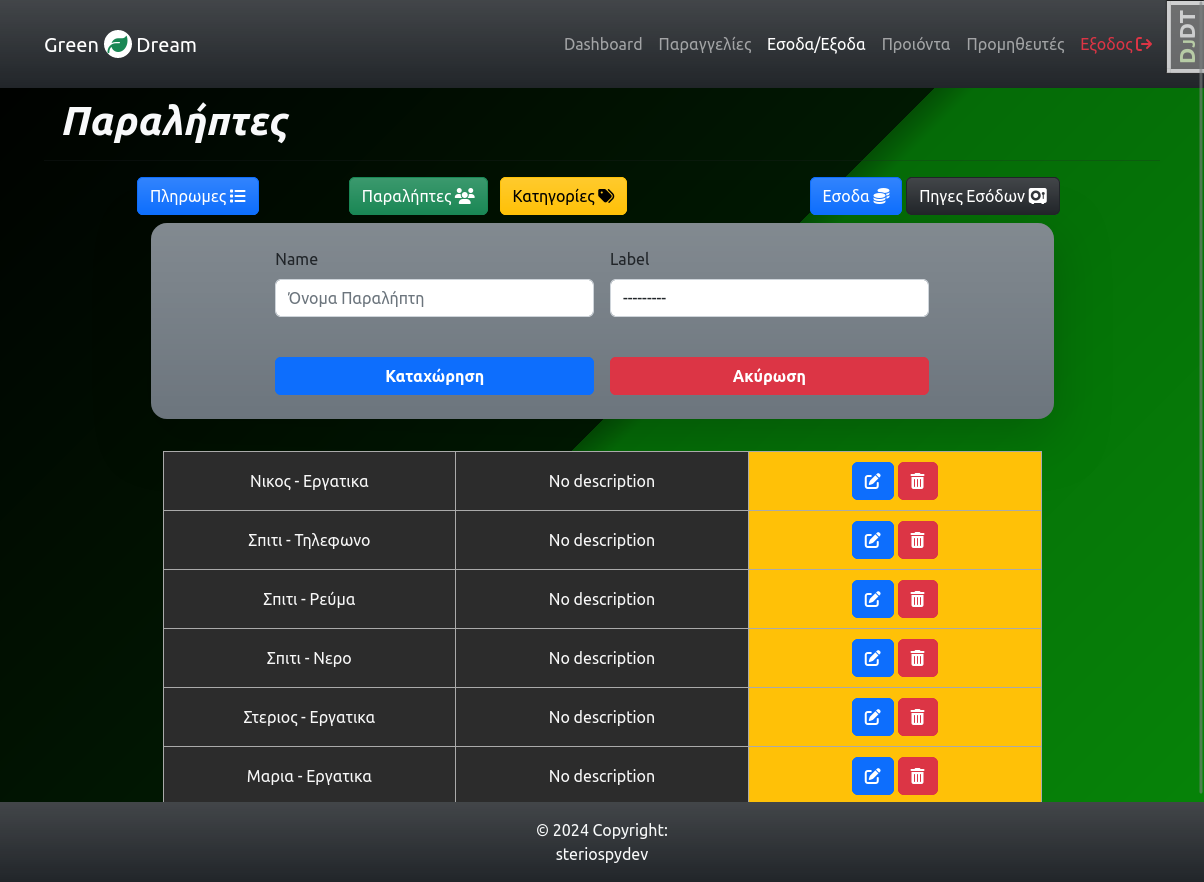 Green Dream
Dashboard Παραγγελίες Εσοδα/Εξοδα Προιόντα Προμηθευτές Εξοδος
DJDT
Παραλήπτες
Πληρωμες Παραλήπτες Κατηγορίες Εσοδα Πηγες Εσόδων
Name Label
Όνομα Παραλήπτη ---------
Καταχώρηση Ακύρωση
Νικος - Εργατικα No description
Σπιτι - Τηλεφωνο No description
Σπιτι - Ρεύμα No description
Σπιτι - Νερο No description
Στεριος - Εργατικα No description
Μαρια - Εργατικα No description
© 2024 Copyright:
steriospydev